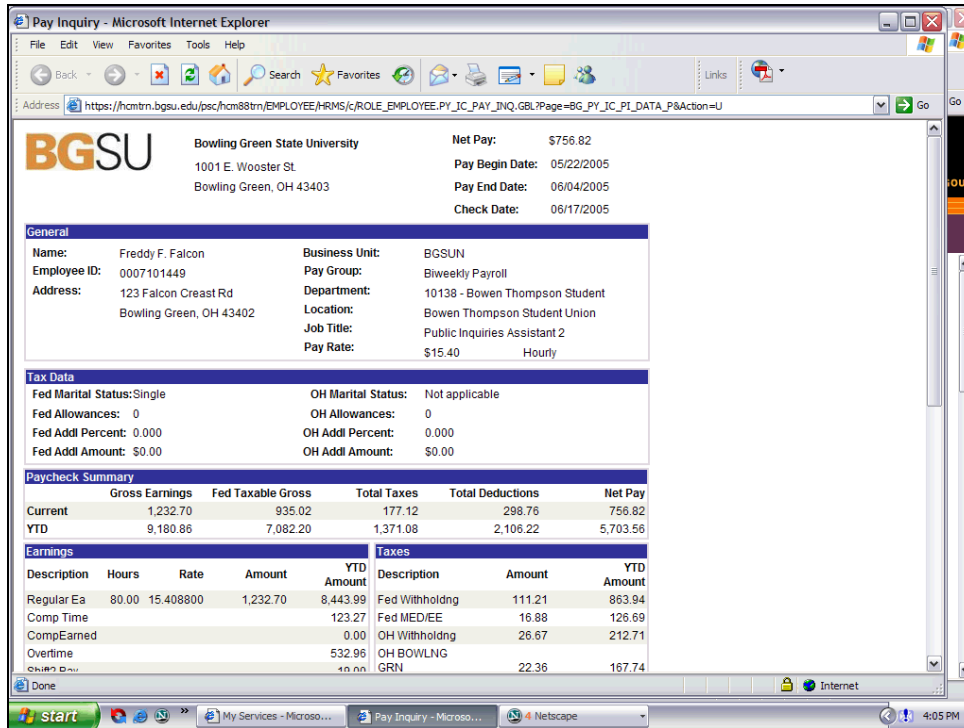 Pay Inquiry - Microsoft Internet Explorer
File Edit View Favorites Tools Help
Back Search Favorites Links
Address https://hcmtrn.bgsu.edu/psc/hcm88trn/EMPLOYEE/HRMS/c/ROLE_EMPLOYEE.PY_IC_PAY_INQ.GBL?Page=BG_PY_IC_PI_DATA_P&Action=U Go Go
BGSU
Bowling Green State University
1001 E. Wooster St.
Bowling Green, OH 43403
Net Pay: $756.82
Pay Begin Date: 05/22/2005
Pay End Date: 06/04/2005
Check Date: 06/17/2005
General
Name: Freddy F. Falcon
Employee ID: 0007101449
Address: 123 Falcon Creast Rd
Bowling Green, OH 43402
Business Unit: BGSUN
Pay Group: Biweekly Payroll
Department: 10138 - Bowen Thompson Student
Location: Bowen Thompson Student Union
Job Title: Public Inquiries Assistant 2
Pay Rate: $15.40 Hourly
Tax Data
Fed Marital Status: Single OH Marital Status: Not applicable
Fed Allowances: 0 OH Allowances: 0
Fed Addl Percent: 0.000 OH Addl Percent: 0.000
Fed Addl Amount: $0.00 OH Addl Amount: $0.00
Paycheck Summary
Gross Earnings Fed Taxable Gross Total Taxes Total Deductions Net Pay
Current 1,232.70 935.02 177.12 298.76 756.82
YTD 9,180.86 7,082.20 1,371.08 2,106.22 5,703.56
Earnings
Description Hours Rate Amount YTD Amount
Regular Ea 80.00 15.408800 1,232.70 8,443.99
Comp Time 123.27
CompEarned 0.00
Overtime 532.96
Shift2 Pay 19.00
Taxes
Description Amount YTD Amount
Fed Withholdng 111.21 863.94
Fed MED/EE 16.88 126.69
OH Withholdng 26.67 212.71
OH BOWLNG
GRN 22.36 167.74
Done Internet
start My Services - Microso... Pay Inquiry - Microso... 4 Netscape 4:05 PM